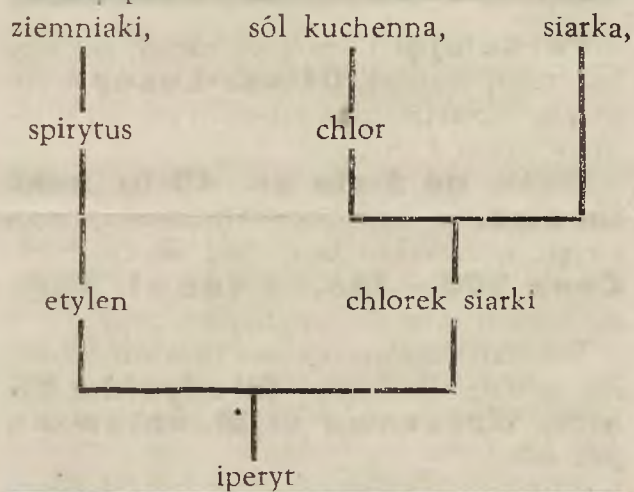 ziemniaki, sól kuchenna, siarka,
spirytus chlor
etylen chlorek siarki
iperyt